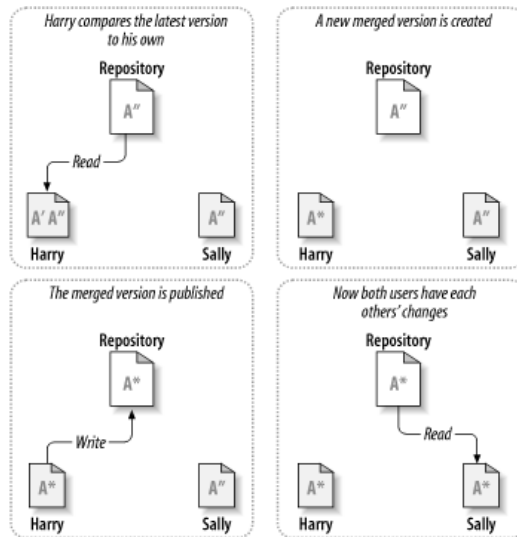 Harry compares the latest version
to his own
Repository
A″
Read
A′ A″
A″
Harry
Sally
A new merged version is created
Repository
A″
A*
A″
Harry
Sally
The merged version is published
Repository
A*
Write
A*
A″
Harry
Sally
Now both users have each
others’ changes
Repository
A*
Read
A*
A*
Harry
Sally